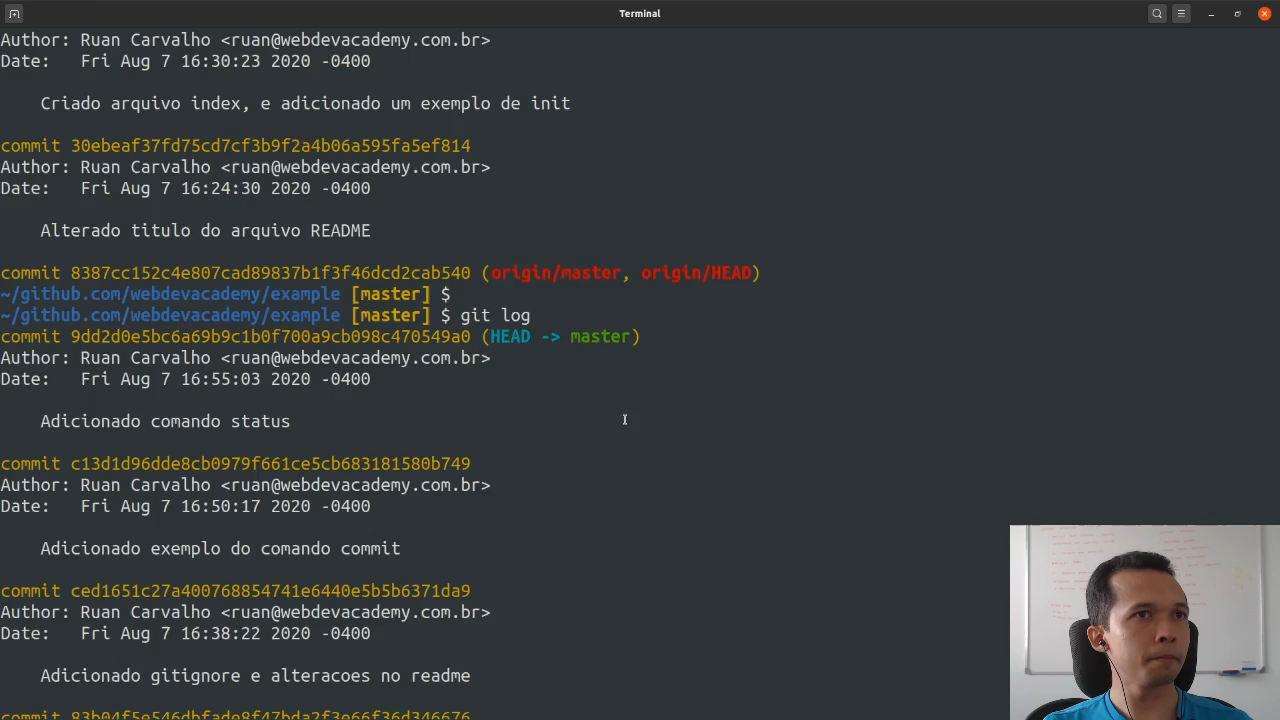 Terminal
Author: Ruan Carvalho <ruan@webdevacademy.com.br>
Date:   Fri Aug 7 16:30:23 2020 -0400
    Criado arquivo index, e adicionado um exemplo de init
commit 30ebeaf37fd75cd7cf3b9f2a4b06a595fa5ef814
Author: Ruan Carvalho <ruan@webdevacademy.com.br>
Date:   Fri Aug 7 16:24:30 2020 -0400
    Alterado titulo do arquivo README
commit 8387cc152c4e807cad89837b1f3f46dcd2cab540 (origin/master, origin/HEAD)
~/github.com/webdevacademy/example [master] $
~/github.com/webdevacademy/example [master] $ git log
commit 9dd2d0e5bc6a69b9c1b0f700a9cb098c470549a0 (HEAD -> master)
Author: Ruan Carvalho <ruan@webdevacademy.com.br>
Date:   Fri Aug 7 16:55:03 2020 -0400
    Adicionado comando status
commit c13d1d96dde8cb0979f661ce5cb683181580b749
Author: Ruan Carvalho <ruan@webdevacademy.com.br>
Date:   Fri Aug 7 16:50:17 2020 -0400
    Adicionado exemplo do comando commit
commit ced1651c27a400768854741e6440e5b5b6371da9
Author: Ruan Carvalho <ruan@webdevacademy.com.br>
Date:   Fri Aug 7 16:38:22 2020 -0400
    Adicionado gitignore e alteracoes no readme
commit 83b04f5e546dbfade8f47bda2f3e66f36d346676